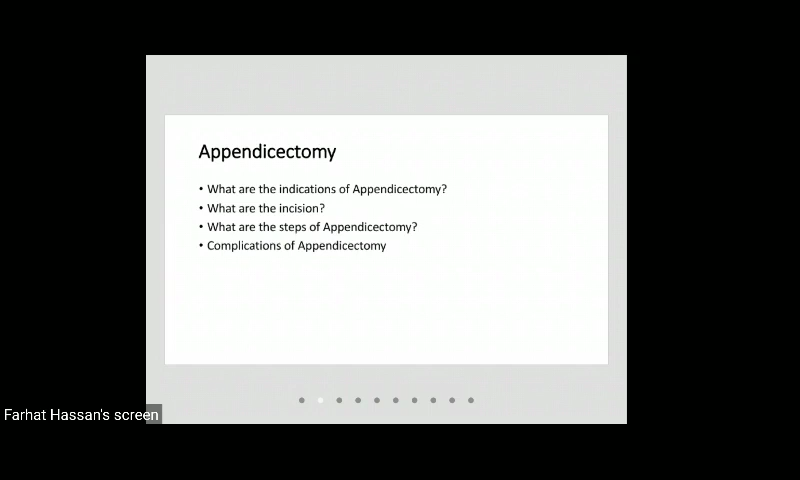 Appendicectomy
• What are the indications of Appendicectomy?
• What are the incision?
• What are the steps of Appendicectomy?
• Complications of Appendicectomy
Farhat Hassan's screen